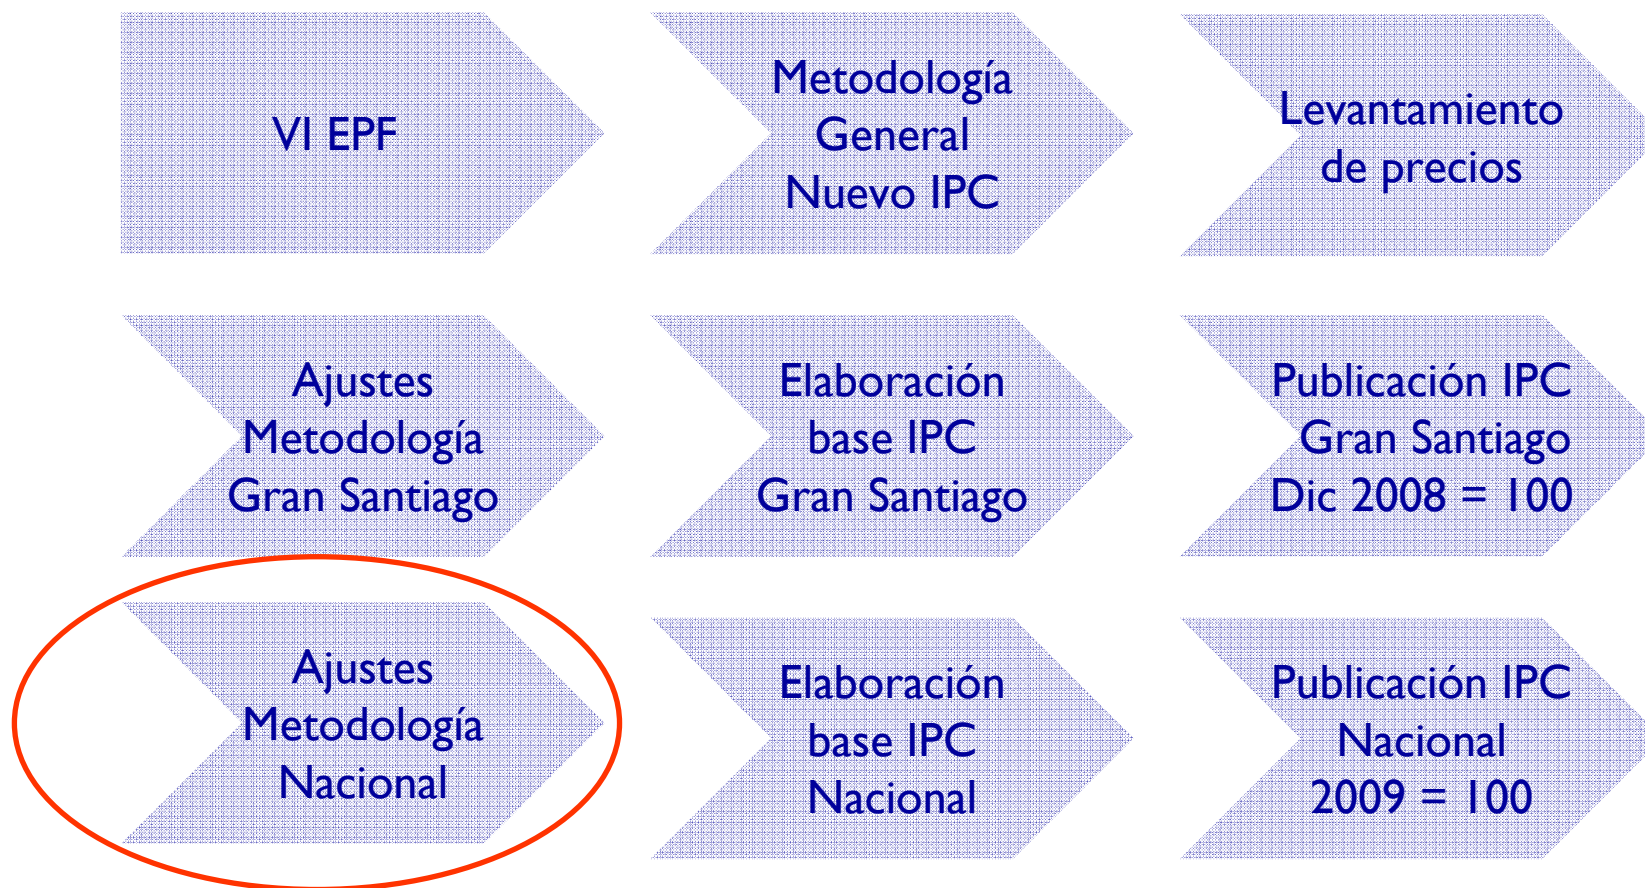 VI EPF
Metodología
General
Nuevo IPC
Levantamiento
de precios
Ajustes
Metodología
Gran Santiago
Elaboración
base IPC
Gran Santiago
Publicación IPC
Gran Santiago
Dic 2008 = 100
Ajustes
Metodología
Nacional
Elaboración
base IPC
Nacional
Publicación IPC
Nacional
2009 = 100